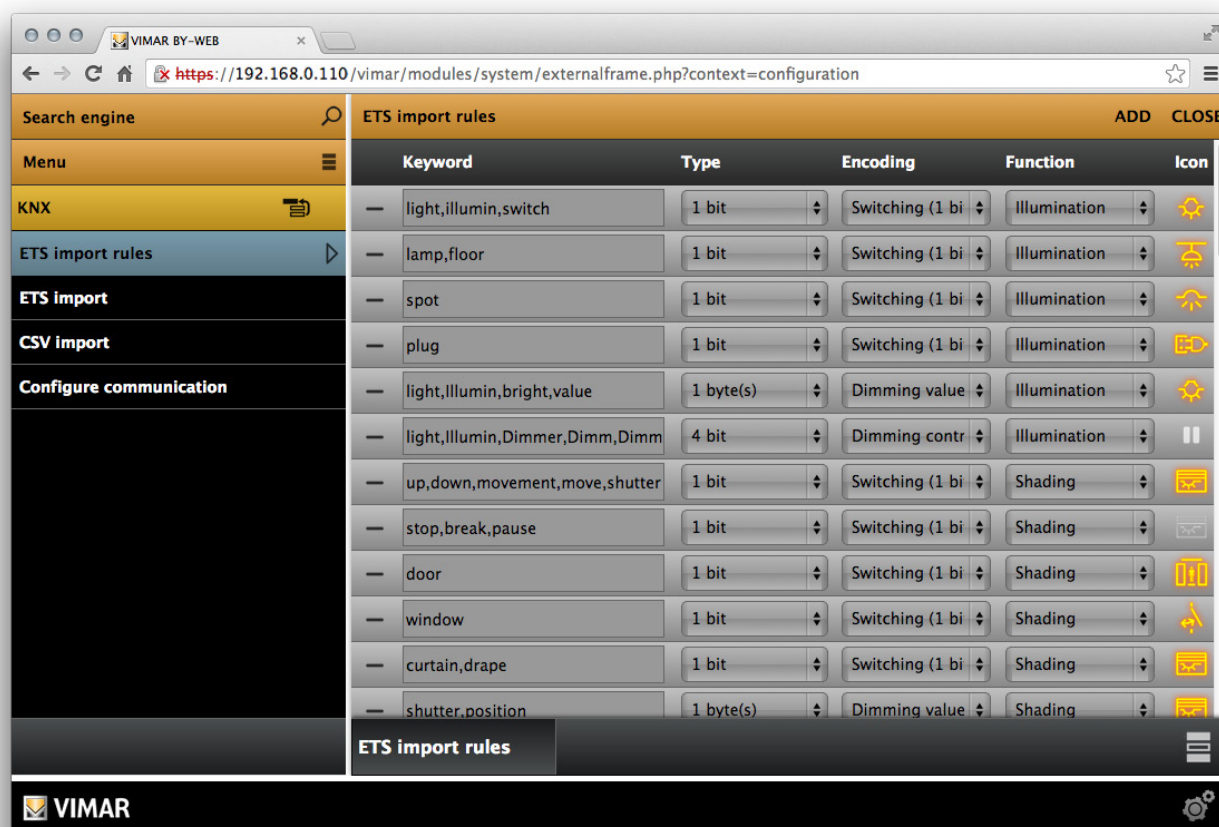 VIMAR BY-WEB
https://192.168.0.110/vimar/modules/system/externalframe.php?context=configuration
Search engine
ETS import rules ADD CLOSE
Menu
Keyword Type Encoding Function Icon
KNX
light,illumin,switch 1 bit Switching (1 bi Illumination
ETS import rules
lamp,floor 1 bit Switching (1 bi Illumination
ETS import
spot 1 bit Switching (1 bi Illumination
CSV import
plug 1 bit Switching (1 bi Illumination
Configure communication
light,Illumin,bright,value 1 byte(s) Dimming value Illumination
light,Illumin,Dimmer,Dimm,Dimm 4 bit Dimming contr Illumination
up,down,movement,move,shutter 1 bit Switching (1 bi Shading
stop,break,pause 1 bit Switching (1 bi Shading
door 1 bit Switching (1 bi Shading
window 1 bit Switching (1 bi Shading
curtain,drape 1 bit Switching (1 bi Shading
shutter,position 1 byte(s) Dimming value Shading
ETS import rules
VIMAR